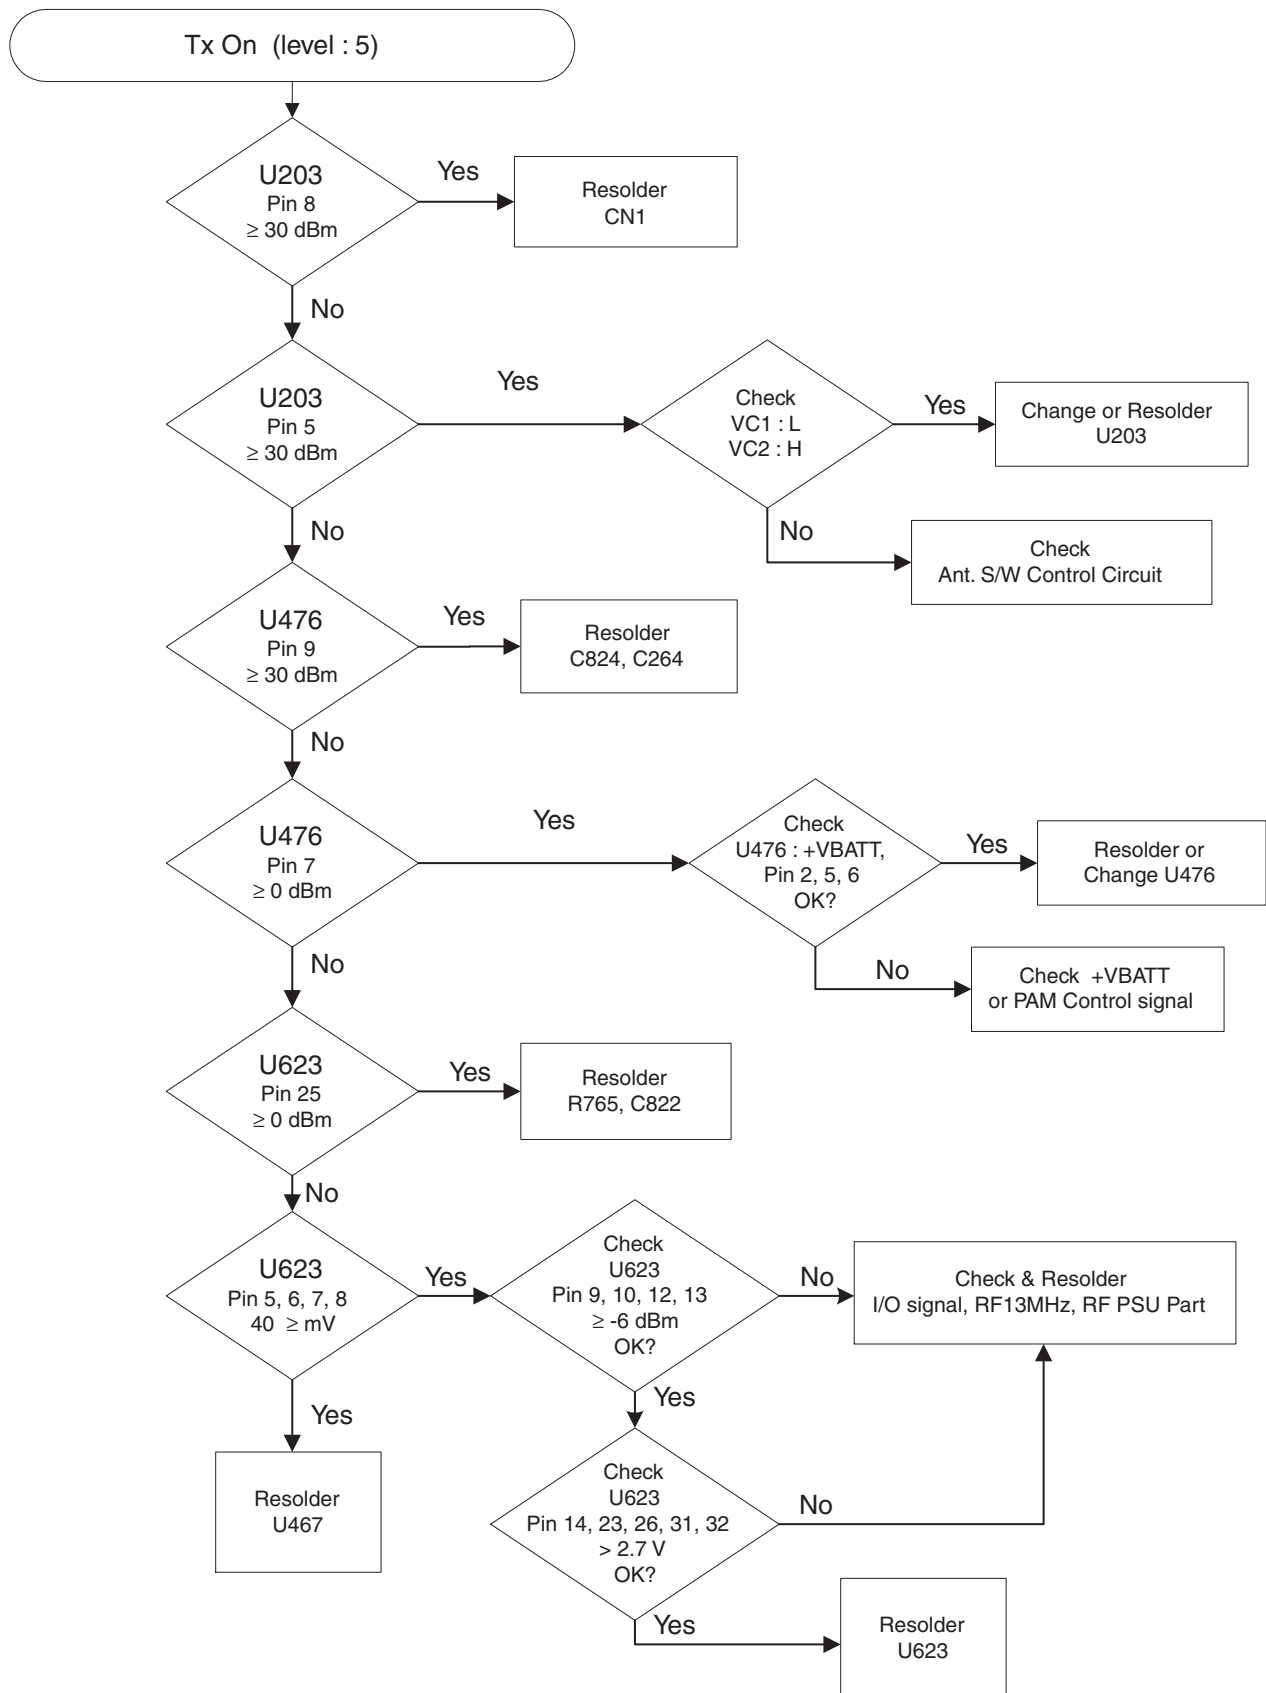 Tx On (level : 5)
U203
Pin 8
≥ 30 dBm
Yes
Resolder
CN1
No
U203
Pin 5
≥ 30 dBm
Yes
Check
VC1 : L
VC2 : H
Yes
Change or Resolder
U203
No
Check
Ant. S/W Control Circuit
No
U476
Pin 9
≥ 30 dBm
Yes
Resolder
C824, C264
No
U476
Pin 7
≥ 0 dBm
Yes
Check
U476 : +VBATT,
Pin 2, 5, 6
OK?
Yes
Resolder or
Change U476
No
Check +VBATT
or PAM Control signal
No
U623
Pin 25
≥ 0 dBm
Yes
Resolder
R765, C822
No
U623
Pin 5, 6, 7, 8
40 ≥ mV
Yes
Check
U623
Pin 9, 10, 12, 13
≥ -6 dBm
OK?
No
Check & Resolder
I/O signal, RF13MHz, RF PSU Part
Yes
Resolder
U467
Yes
Check
U623
Pin 14, 23, 26, 31, 32
> 2.7 V
OK?
No
Yes
Resolder
U623